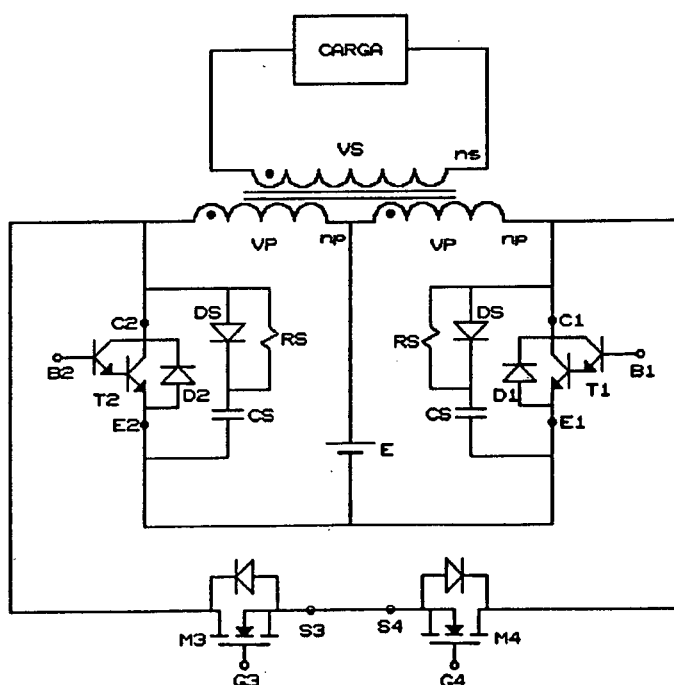 CARGA
VS
ns
VP
np
VP
np
C2
DS
RS
DS
RS
C1
B2
T2
D2
D1
T1
B1
E2
CS
CS
E1
E
M3
S3
S4
M4
G3
G4